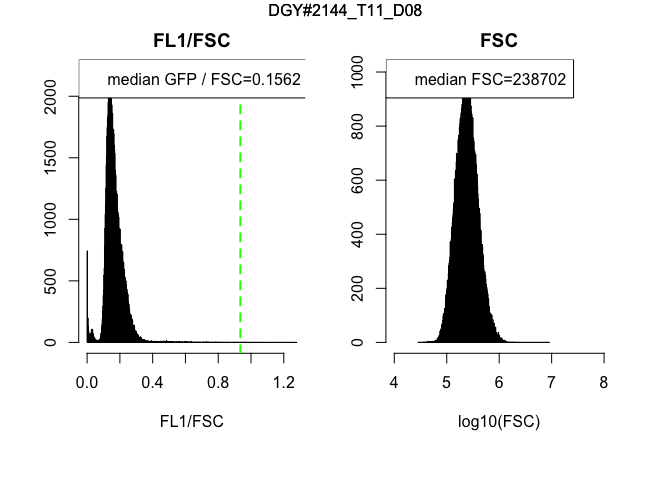 DGY#2144_T11_D08
FL1/FSC
FSC
median GFP / FSC=0.1562
median FSC=238702
2000
1500
1000
500
0
1000
800
600
400
200
0
0.0 0.4 0.8 1.2
4 5 6 7 8
FL1/FSC
log10(FSC)